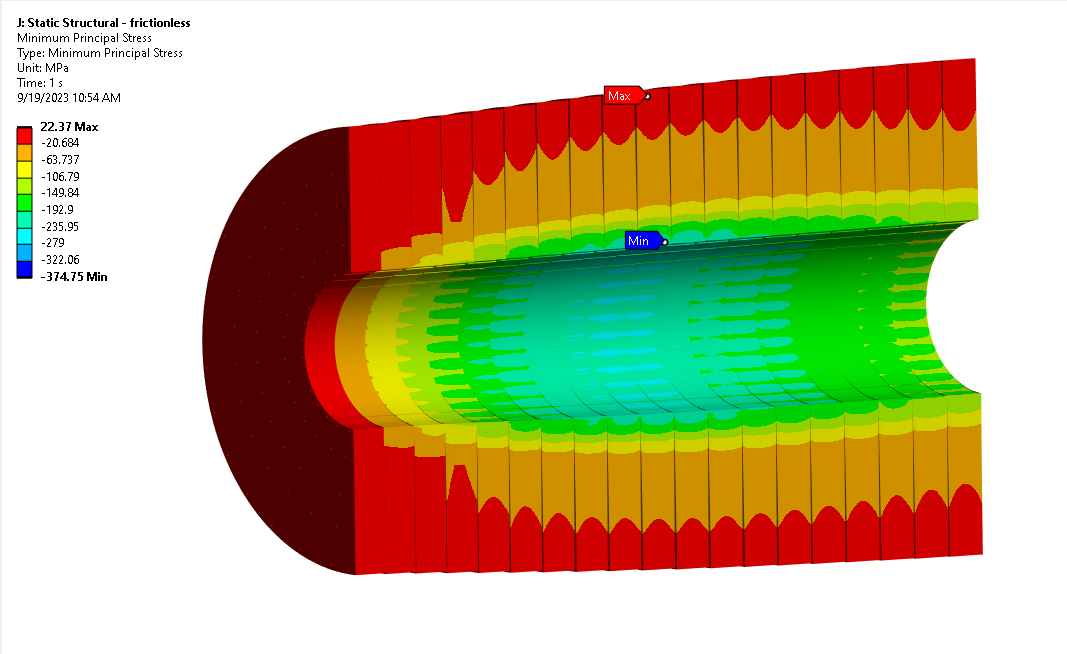 J: Static Structural - frictionless
Minimum Principal Stress
Type: Minimum Principal Stress
Unit: MPa
Time: 1 s
9/19/2023 10:54 AM
22.37 Max
-20.684
-63.737
-106.79
-149.84
-192.9
-235.95
-279
-322.06
-374.75 Min
Max
Min